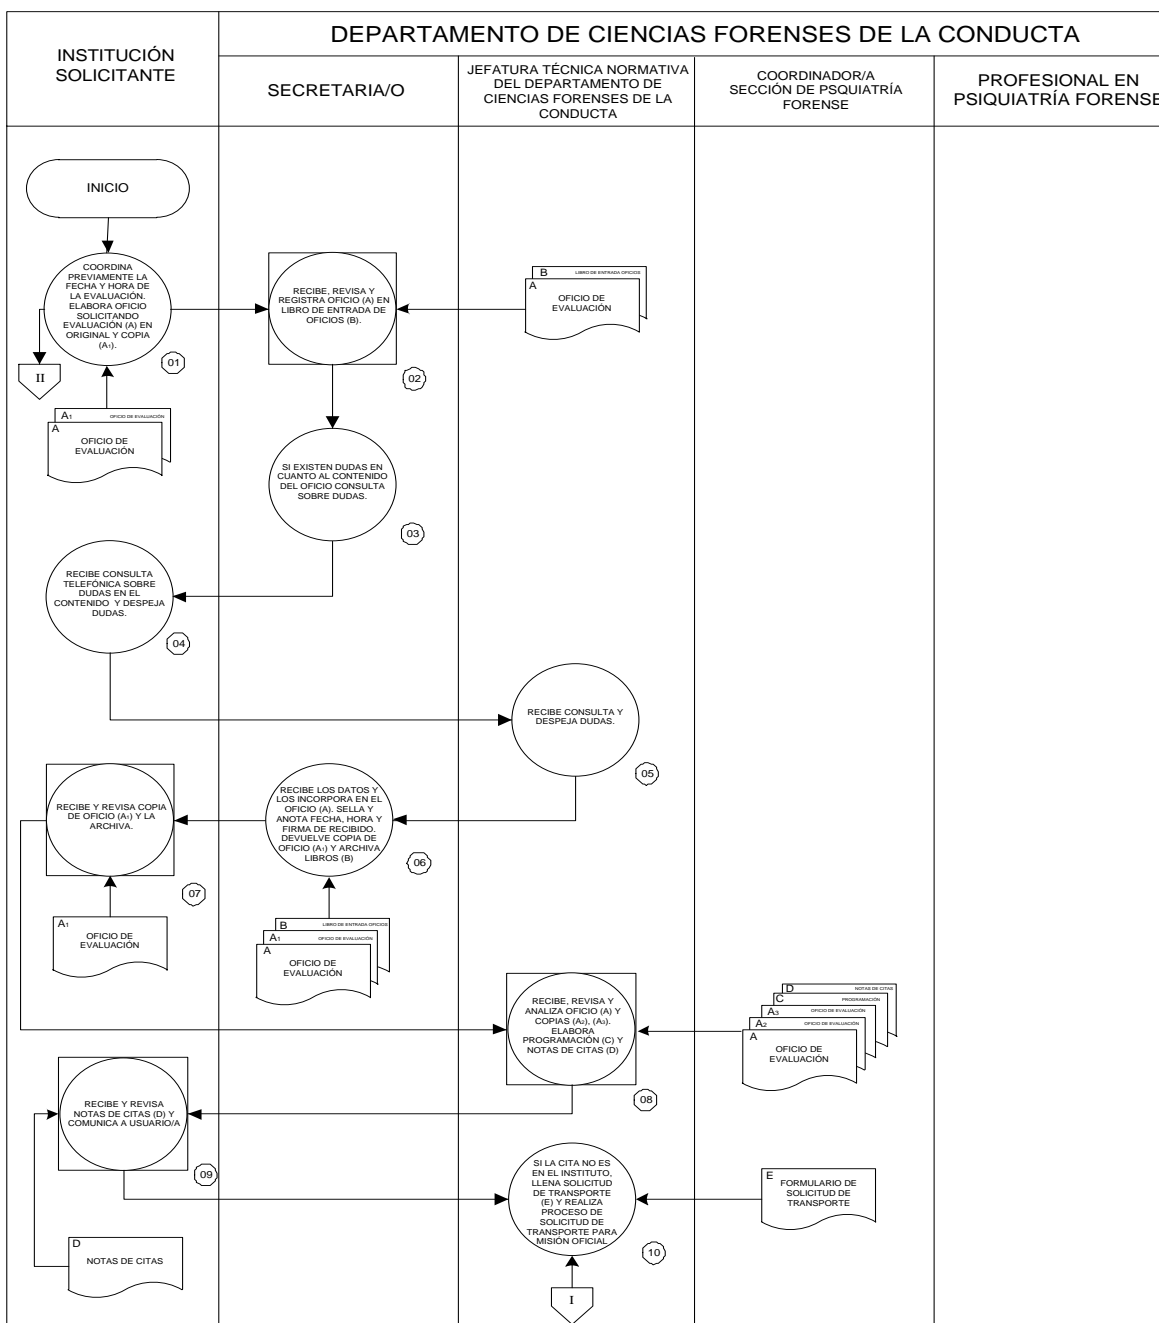 DEPARTAMENTO DE CIENCIAS FORENSES DE LA CONDUCTA
INSTITUCIÓN
SOLICITANTE
SECRETARIA/O
JEFATURA TÉCNICA NORMATIVA
DEL DEPARTAMENTO DE
CIENCIAS FORENSES DE LA
CONDUCTA
COORDINADOR/A
SECCIÓN DE PSQUIATRÍA
FORENSE
PROFESIONAL EN
PSIQUIATRÍA FORENSE
INICIO
COORDINA
PREVIAMENTE LA
FECHA Y HORA DE
LA EVALUACIÓN.
ELABORA OFICIO
SOLICITANDO
EVALUACIÓN (A) EN
ORIGINAL Y COPIA
(A1).
01
II
A1 OFICIO DE EVALUACIÓN
A
OFICIO DE
EVALUACIÓN
RECIBE, REVISA Y
REGISTRA OFICIO (A) EN
LIBRO DE ENTRADA DE
OFICIOS (B).
02
B LIBRO DE ENTRADA OFICIOS
A
OFICIO DE
EVALUACIÓN
SI EXISTEN DUDAS EN
CUANTO AL CONTENIDO
DEL OFICIO CONSULTA
SOBRE DUDAS.
03
RECIBE CONSULTA
TELEFÓNICA SOBRE
DUDAS EN EL
CONTENIDO Y DESPEJA
DUDAS.
04
RECIBE CONSULTA Y
DESPEJA DUDAS.
05
RECIBE LOS DATOS Y
LOS INCORPORA EN EL
OFICIO (A). SELLA Y
ANOTA FECHA, HORA Y
FIRMA DE RECIBIDO.
DEVUELVE COPIA DE
OFICIO (A1) Y ARCHIVA
LIBROS (B)
06
B LIBRO DE ENTRADA OFICIOS
A1 OFICIO DE EVALUACIÓN
A
OFICIO DE
EVALUACIÓN
RECIBE Y REVISA COPIA
DE OFICIO (A1) Y LA
ARCHIVA.
07
A1
OFICIO DE
EVALUACIÓN
RECIBE, REVISA Y
ANALIZA OFICIO (A) Y
COPIAS (A2), (A3).
ELABORA
PROGRAMACIÓN (C) Y
NOTAS DE CITAS (D)
08
D NOTAS DE CITAS
C PROGRAMACIÓN
A3 OFICIO DE EVALUACIÓN
A2 OFICIO DE EVALUACIÓN
A
OFICIO DE
EVALUACIÓN
RECIBE Y REVISA
NOTAS DE CITAS (D) Y
COMUNICA A USUARIO/A
09
D
NOTAS DE CITAS
SI LA CITA NO ES
EN EL INSTITUTO,
LLENA SOLICITUD
DE TRANSPORTE
(E) Y REALIZA
PROCESO DE
SOLICITUD DE
TRANSPORTE PARA
MISIÓN OFICIAL
10
E
FORMULARIO DE
SOLICITUD DE
TRANSPORTE
I